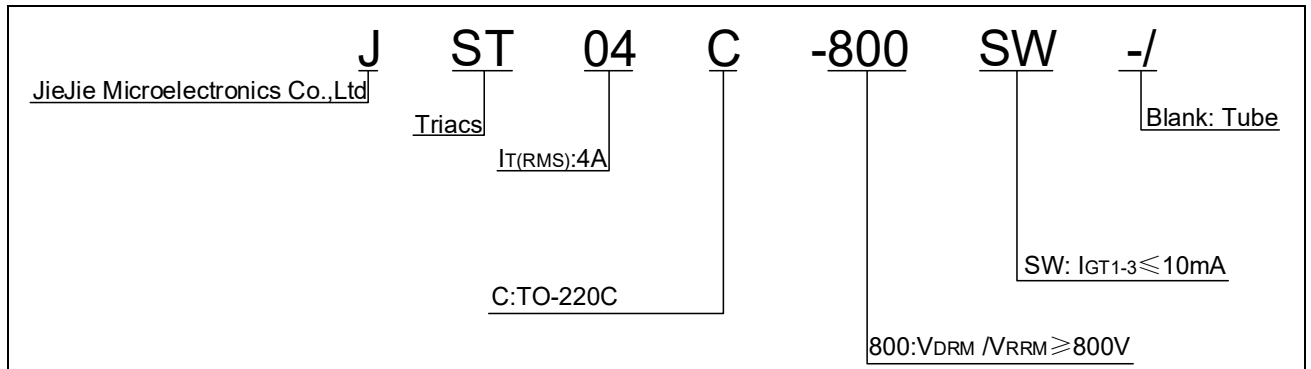 J ST 04 C -800 SW -/
JieJie Microelectronics Co.,Ltd
Blank: Tube
Triacs
IT(RMS):4A
SW: IGT1-3≤10mA
C:TO-220C
800:VDRM /VRRM≥800V